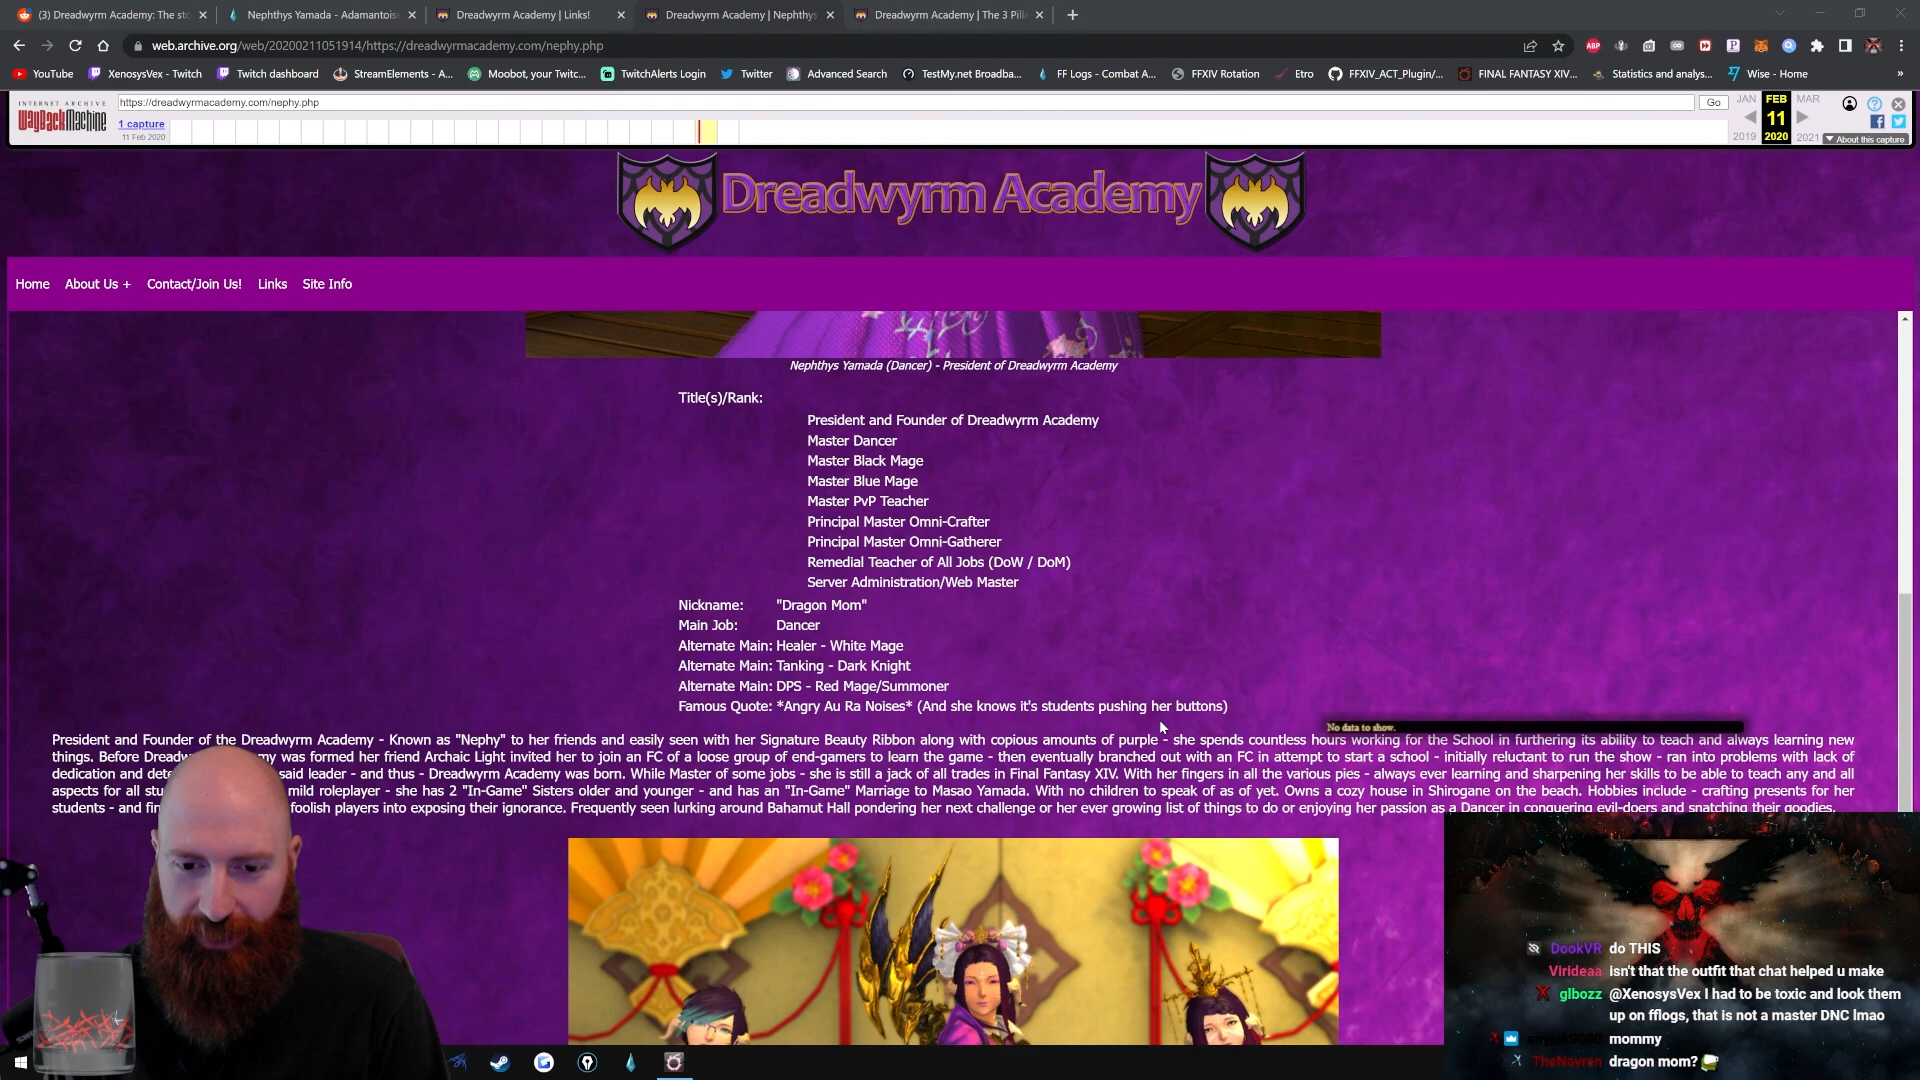 (3) Dreadwyrm Academy: The sto
Nephthys Yamada - Adamantoise
Dreadwyrm Academy | Links!
Dreadwyrm Academy | Nephthys
Dreadwyrm Academy | The 3 Pill
web.archive.org/web/20200211051914/https://dreadwyrmacademy.com/nephy.php
YouTube
XenosysVex - Twitch
Twitch dashboard
StreamElements - A...
Moobot, your Twitc...
TwitchAlerts Login
Twitter
Advanced Search
TestMy.net Broadba...
FF Logs - Combat A...
FFXIV Rotation
Etro
FFXIV_ACT_Plugin/...
FINAL FANTASY XIV...
Statistics and analys...
Wise - Home
»
INTERNET ARCHIVE
WayBackMachine
https://dreadwyrmacademy.com/nephy.php
Go
JAN
FEB
MAR
1 capture
11 Feb 2020
11
2019
2020
2021
About this capture
Dreadwyrm Academy
Home
About Us +
Contact/Join Us!
Links
Site Info
Nephthys Yamada (Dancer) - President of Dreadwyrm Academy
Title(s)/Rank:
President and Founder of Dreadwyrm Academy
Master Dancer
Master Black Mage
Master Blue Mage
Master PvP Teacher
Principal Master Omni-Crafter
Principal Master Omni-Gatherer
Remedial Teacher of All Jobs (DoW / DoM)
Server Administration/Web Master
Nickname: "Dragon Mom"
Main Job: Dancer
Alternate Main: Healer - White Mage
Alternate Main: Tanking - Dark Knight
Alternate Main: DPS - Red Mage/Summoner
Famous Quote: *Angry Au Ra Noises* (And she knows it's students pushing her buttons)
No data to show.
President and Founder of the Dreadwyrm Academy - Known as "Nephy" to her friends and easily seen with her Signature Beauty Ribbon along with copious amounts of purple - she spends countless hours working for the School in furthering its ability to teach and always learning new
things. Before Dreadw my was formed her friend Archaic Light invited her to join an FC of a loose group of end-gamers to learn the game - then eventually branched out with an FC in attempt to start a school - initially reluctant to run the show - ran into problems with lack of
dedication and dete said leader - and thus - Dreadwyrm Academy was born. While Master of some jobs - she is still a jack of all trades in Final Fantasy XIV. With her fingers in all the various pies - always ever learning and sharpening her skills to be able to teach any and all
aspects for all stu mild roleplayer - she has 2 "In-Game" Sisters older and younger - and has an "In-Game" Marriage to Masao Yamada. With no children to speak of as of yet. Owns a cozy house in Shirogane on the beach. Hobbies include - crafting presents for her
students - and fin foolish players into exposing their ignorance. Frequently seen lurking around Bahamut Hall pondering her next challenge or her ever growing list of things to do or enjoying her passion as a Dancer in conquering evil-doers and snatching their goodies.
DookVR do THIS
Virideaa isn't that the outfit that chat helped u make
glbozz @XenosysVex I had to be toxic and look them
up on fflogs, that is not a master DNC lmao
mommy
TheNayren dragon mom?